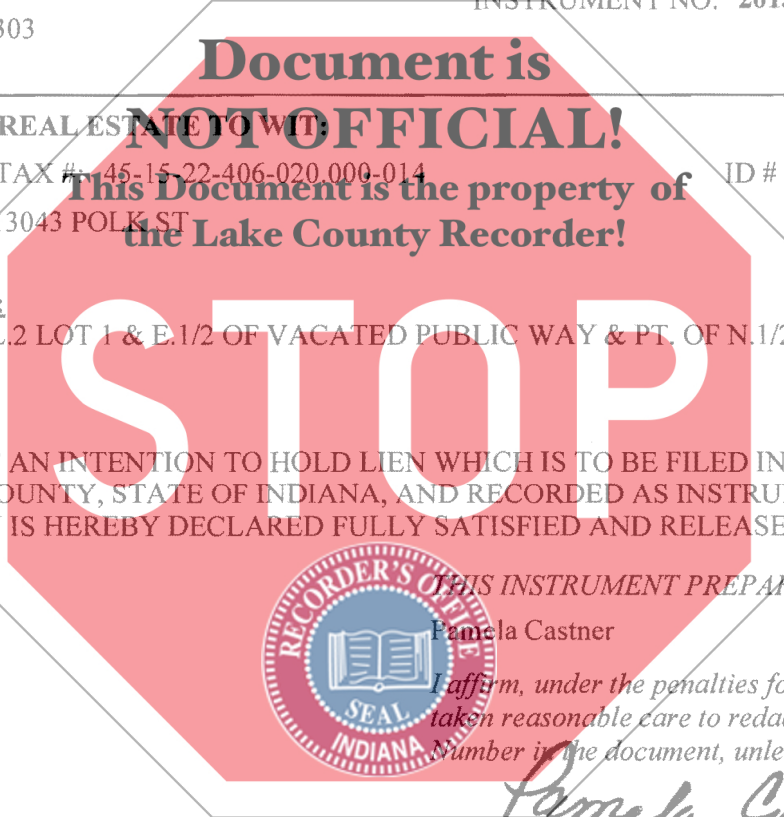 INSTRUMENT NO. 201
303
Document is
NOT OFFICIAL!
REAL ESTATE TO WIT:
TAX #: 45-15-22-406-020.000-014 ID #
This Document is the property of
13043 POLK ST
the Lake County Recorder!
.2 LOT 1 & E.1/2 OF VACATED PUBLIC WAY & PT. OF N.1/2
STOP
AN INTENTION TO HOLD LIEN WHICH IS TO BE FILED IN
OUNTY, STATE OF INDIANA, AND RECORDED AS INSTRU
IS HEREBY DECLARED FULLY SATISFIED AND RELEASE
RECORDER'S OFFICE
SEAL
INDIANA
THIS INSTRUMENT PREPAR
Pamela Castner
I affirm, under the penalties fo
taken reasonable care to reda
Number in the document, unle
Pamela C